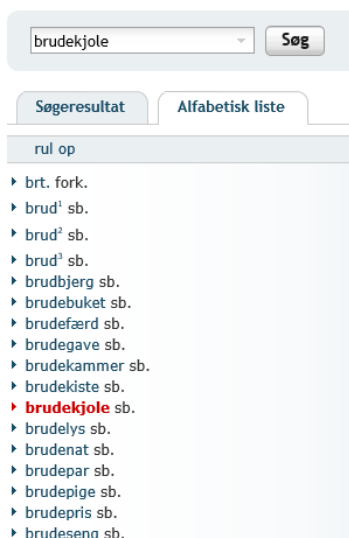 brudekjole Søg
Søgeresultat Alfabetisk liste
rul op
brt. fork.
brud¹ sb.
brud² sb.
brud³ sb.
brudbjerg sb.
brudebuket sb.
brudefærd sb.
brudegave sb.
brudekammer sb.
brudekiste sb.
brudekjole sb.
brudelys sb.
brudenat sb.
brudepar sb.
brudepige sb.
brudepris sb.
brudeseng sb.